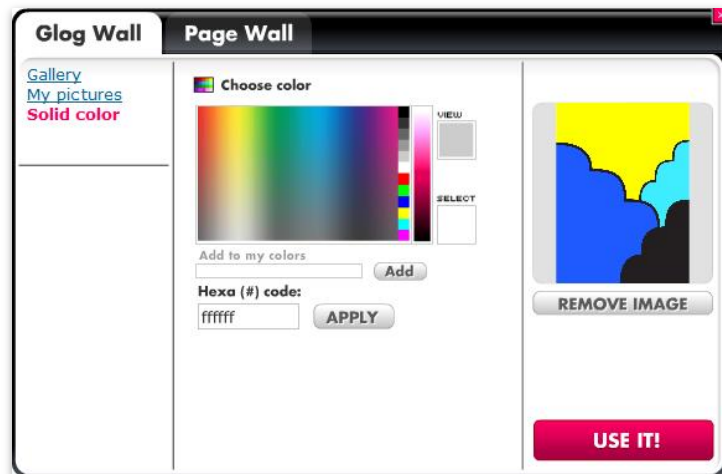 Glog Wall Page Wall
Gallery
My pictures
Solid color
Choose color
VIEW
SELECT
Add to my colors
Add
Hexa (#) code:
ffffff APPLY
REMOVE IMAGE
USE IT!